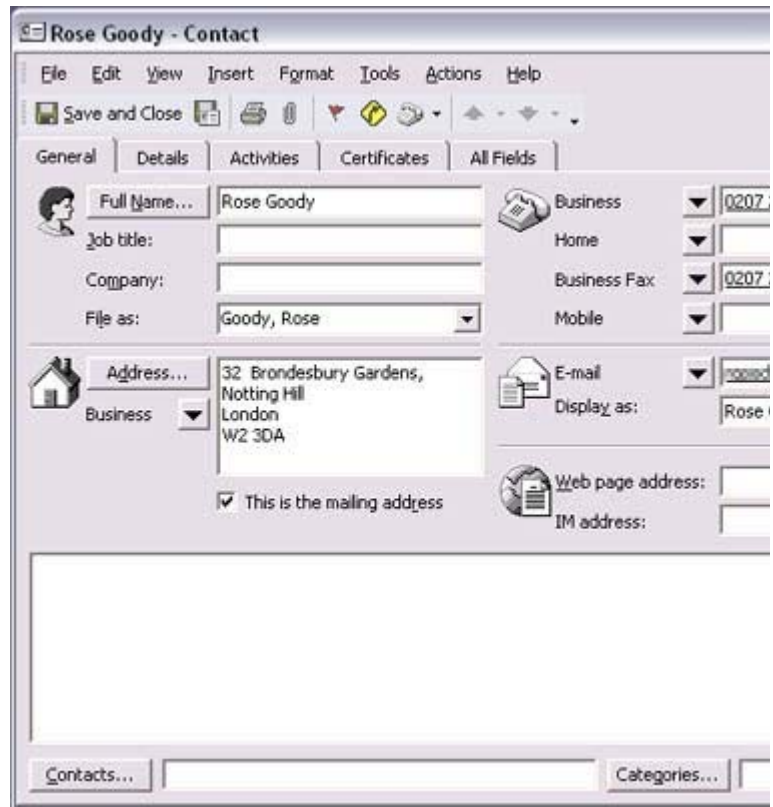 Rose Goody - Contact
File Edit View Insert Format Tools Actions Help
Save and Close
General Details Activities Certificates All Fields
Full Name... Rose Goody
Job title:
Company:
File as: Goody, Rose
Business 0207
Home
Business Fax 0207
Mobile
Address... 32 Brondesbury Gardens,
Notting Hill
London
W2 3DA
Business
This is the mailing address
E-mail
Display as: Rose
Web page address:
IM address:
Contacts... Categories...